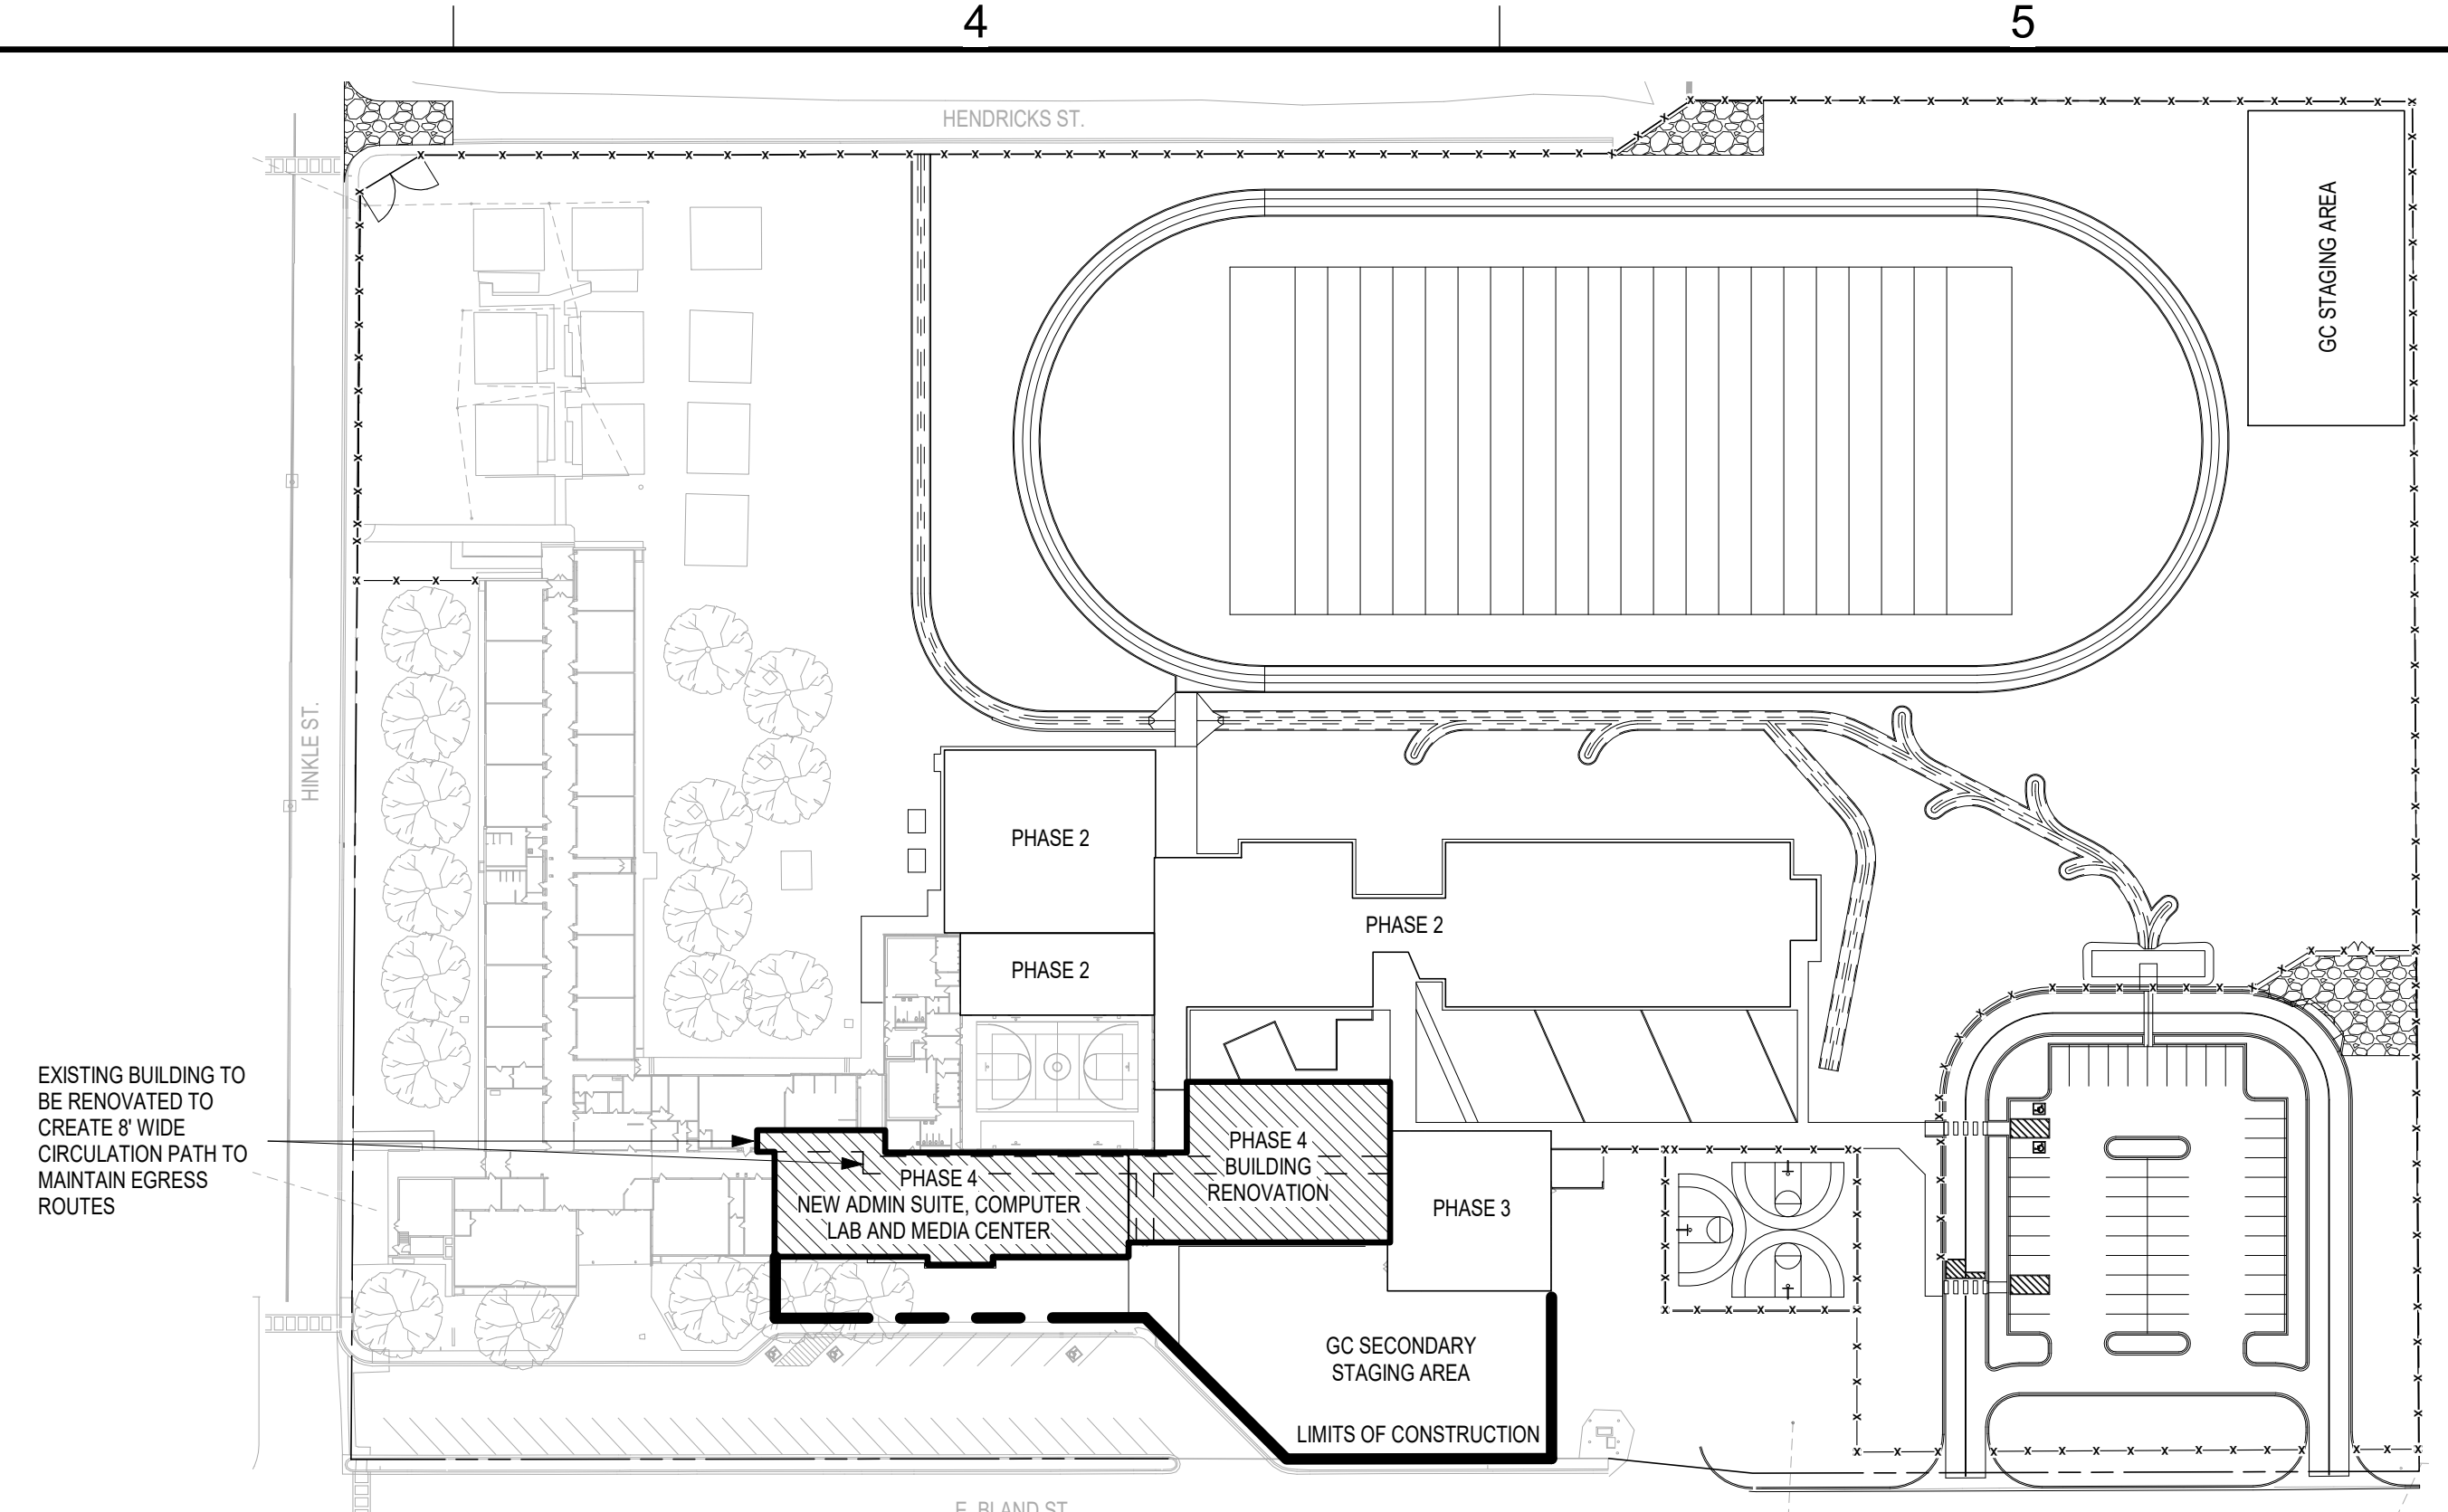 4
5
HENDRICKS ST.
GC STAGING AREA
HINKLE ST.
PHASE 2
PHASE 2
PHASE 2
EXISTING BUILDING TO
BE RENOVATED TO
CREATE 8' WIDE
CIRCULATION PATH TO
MAINTAIN EGRESS
ROUTES
PHASE 4
BUILDING
RENOVATION
PHASE 4
NEW ADMIN SUITE, COMPUTER
LAB AND MEDIA CENTER
PHASE 3
GC SECONDARY
STAGING AREA
LIMITS OF CONSTRUCTION
E. BLAND ST.